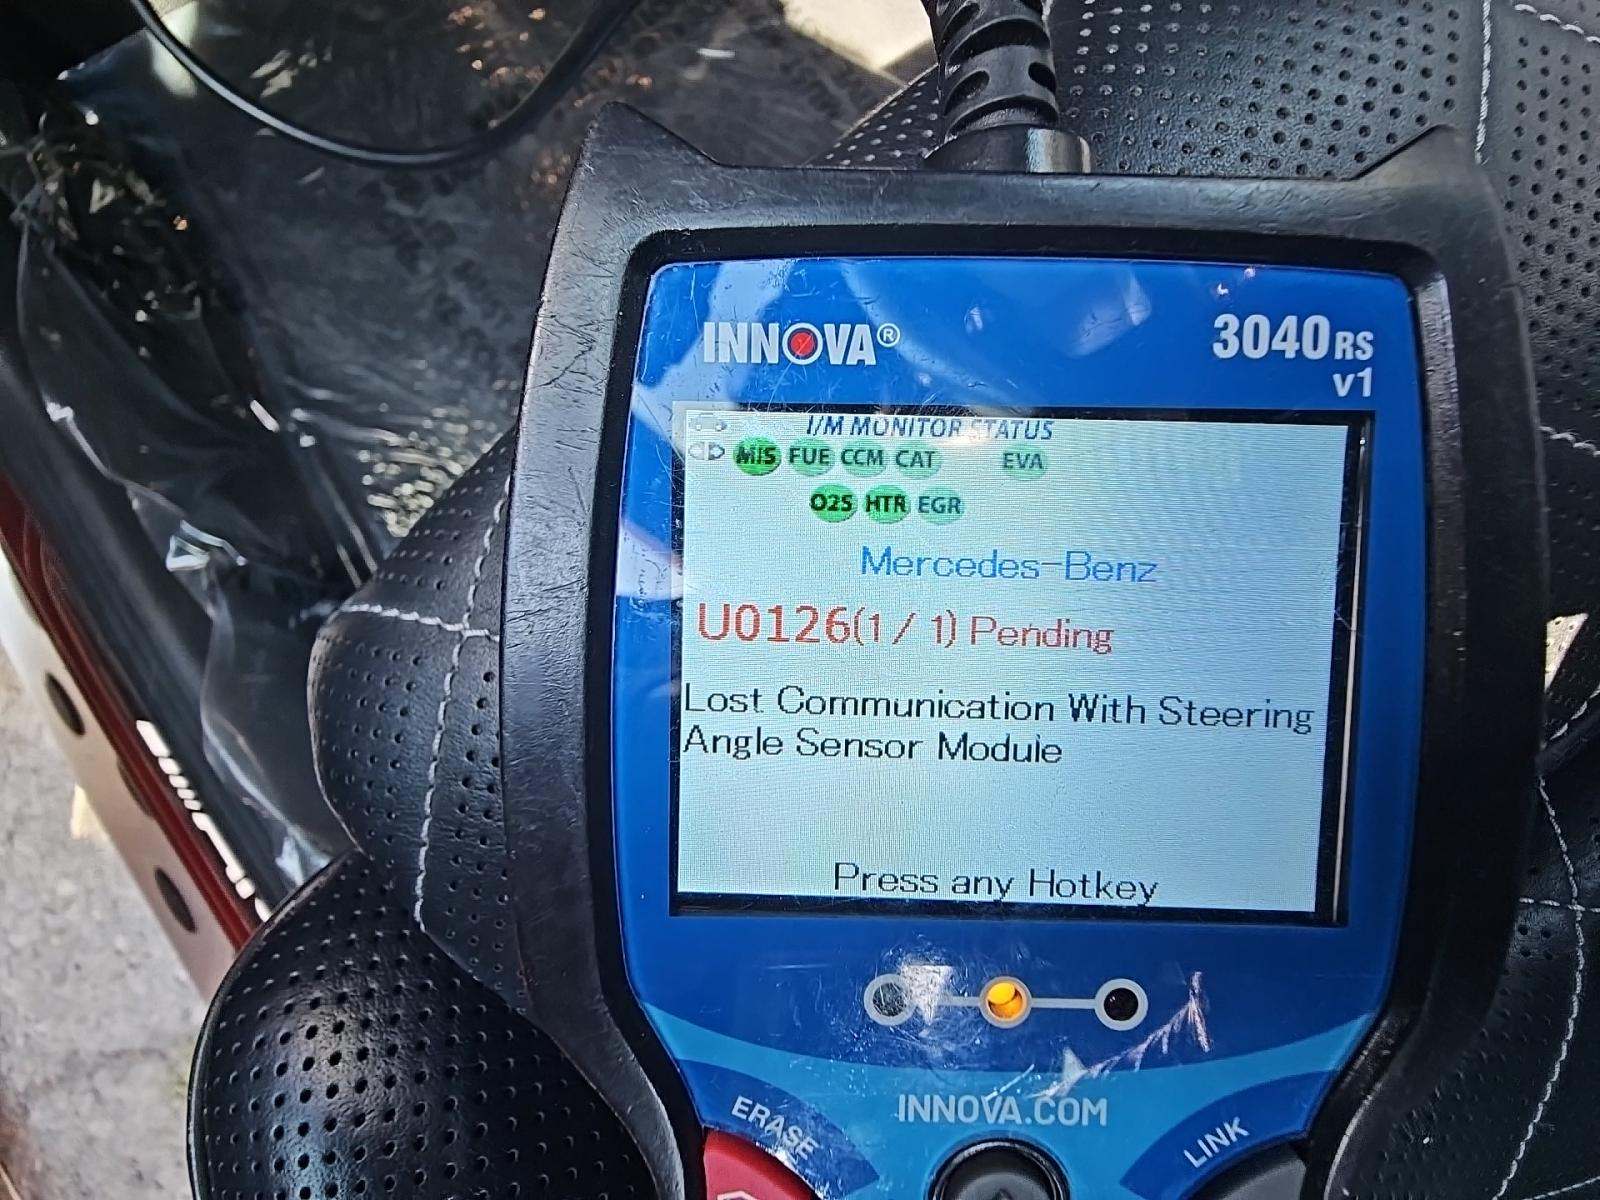 INNOVA®
3040RS
v1
I/M MONITOR STATUS
MIS FUE CCM CAT EVA
O2S HTR EGR
Mercedes-Benz
U0126(1 / 1) Pending
Lost Communication With Steering
Angle Sensor Module
Press any Hotkey
INNOVA.COM
ERASE
LINK